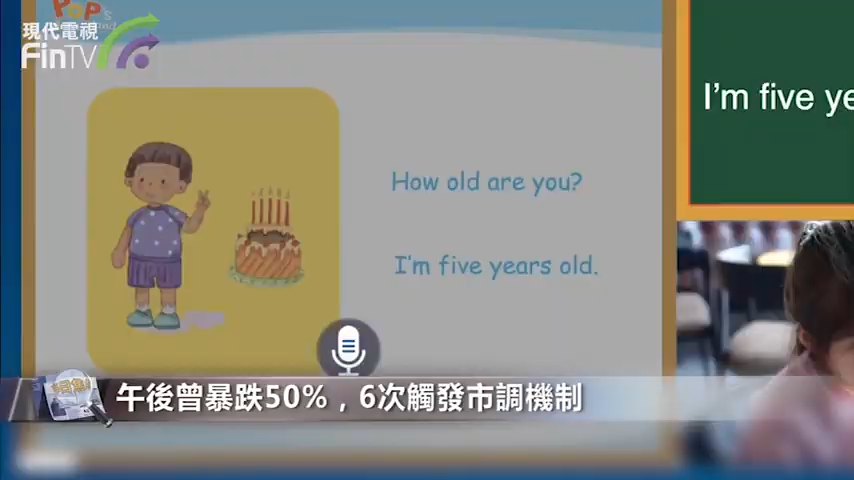 POP's
現代電視
FinTV
I'm five ye
How old are you?
I'm five years old.
午後曾暴跌50%，6次觸發市調機制